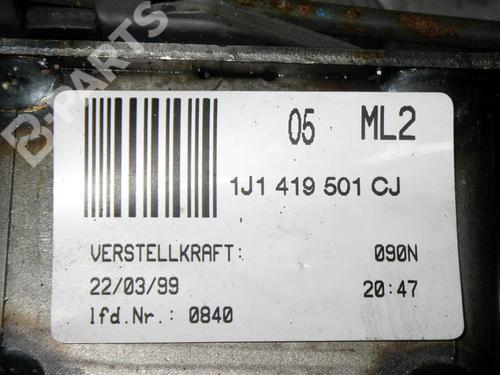 B-PARTS
05 ML2
1J1 419 501 CJ
VERSTELLKRAFT: 090N
22/03/99 20:47
lfd.Nr.: 0840